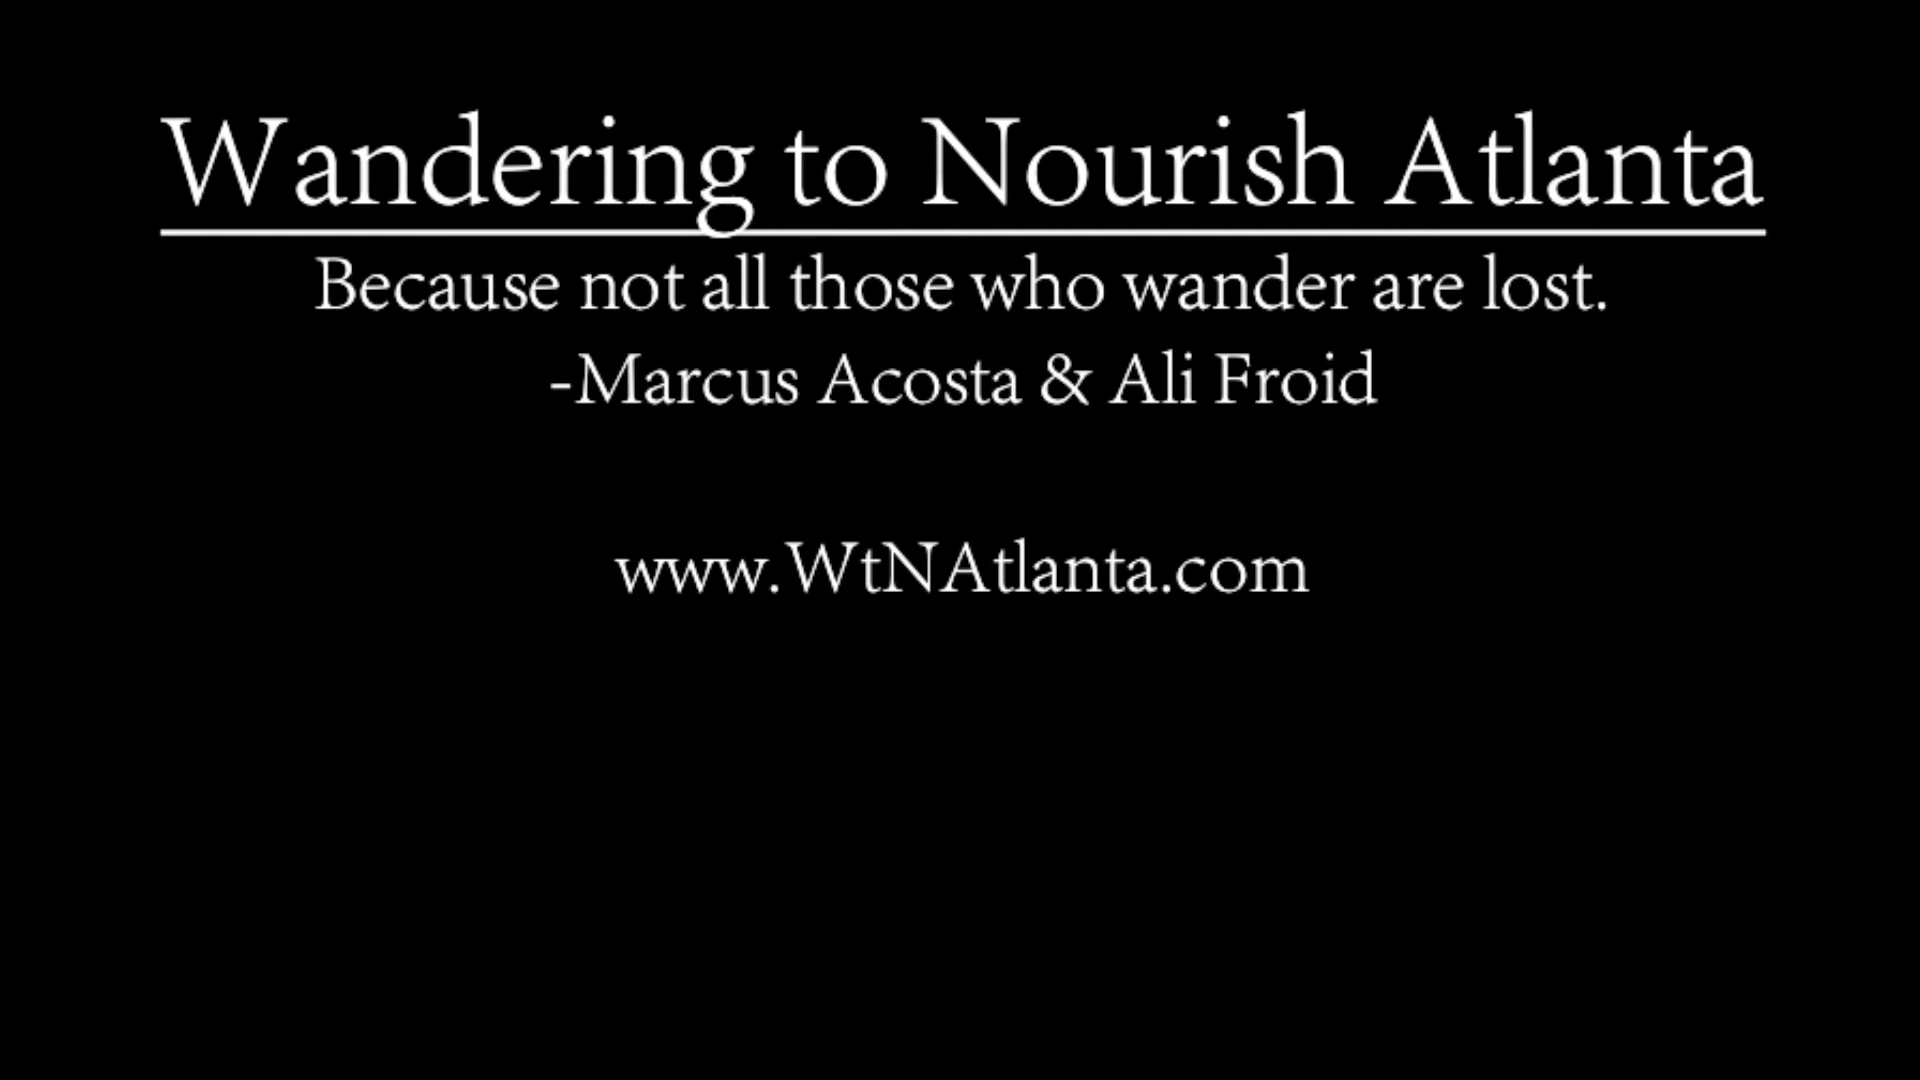 Wandering to Nourish Atlanta
Because not all those who wander are lost.
-Marcus Acosta & Ali Froid
www.WtNAtlanta.com